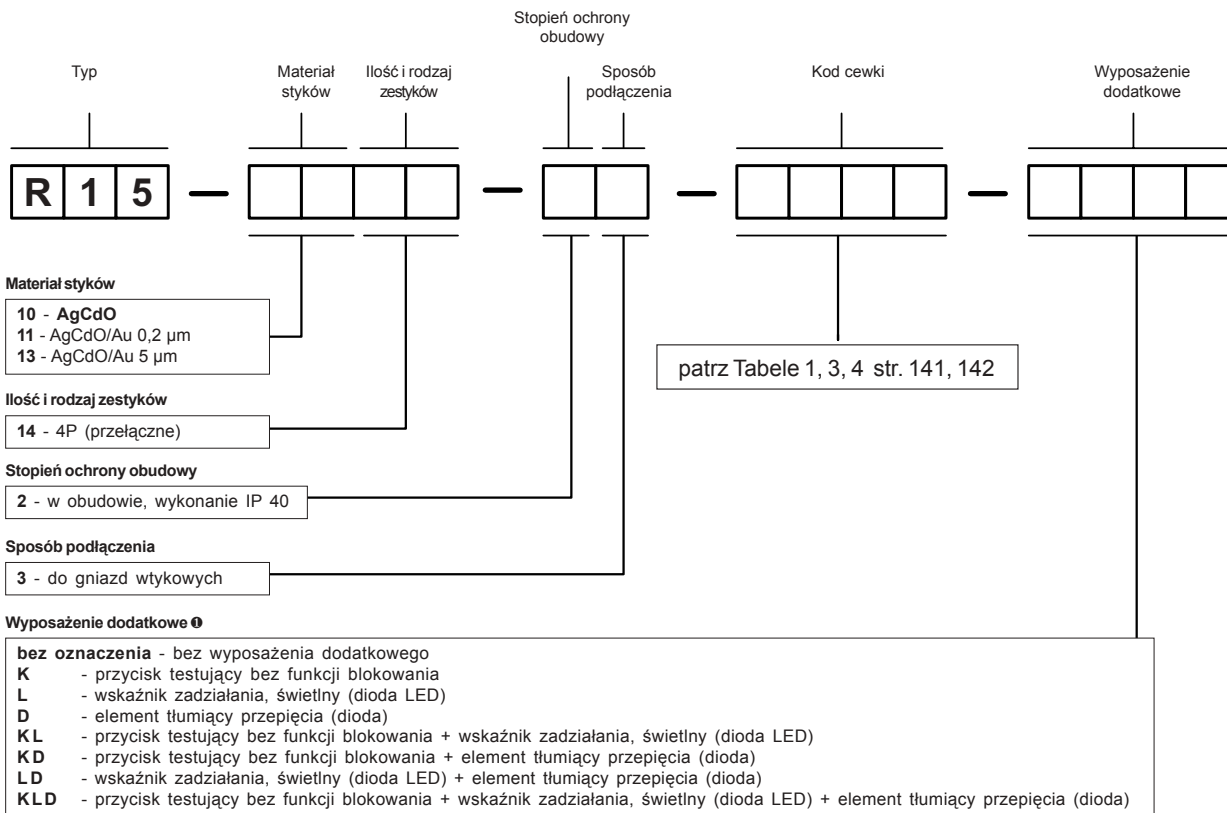 Stopień ochrony
obudowy
Typ
Materiał
styków
Ilość i rodzaj
zestyków
Sposób
podłączenia
Kod cewki
Wyposażenie
dodatkowe
R 1 5 — — — —
Materiał styków
10 - AgCdO
11 - AgCdO/Au 0,2 µm
13 - AgCdO/Au 5 µm
patrz Tabele 1, 3, 4 str. 141, 142
Ilość i rodzaj zestyków
14 - 4P (przełączne)
Stopień ochrony obudowy
2 - w obudowie, wykonanie IP 40
Sposób podłączenia
3 - do gniazd wtykowych
Wyposażenie dodatkowe ❶
bez oznaczenia - bez wyposażenia dodatkowego
K - przycisk testujący bez funkcji blokowania
L - wskaźnik zadziałania, świetlny (dioda LED)
D - element tłumiący przepięcia (dioda)
KL - przycisk testujący bez funkcji blokowania + wskaźnik zadziałania, świetlny (dioda LED)
KD - przycisk testujący bez funkcji blokowania + element tłumiący przepięcia (dioda)
LD - wskaźnik zadziałania, świetlny (dioda LED) + element tłumiący przepięcia (dioda)
KLD - przycisk testujący bez funkcji blokowania + wskaźnik zadziałania, świetlny (dioda LED) + element tłumiący przepięcia (dioda)